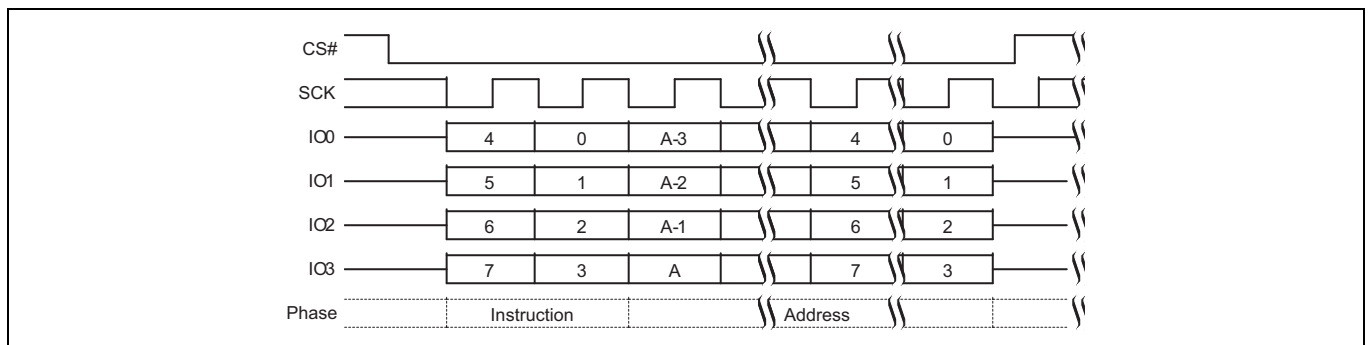 CS#
SCK
IO0 4 0 A-3 4 0
IO1 5 1 A-2 5 1
IO2 6 2 A-1 6 2
IO3 7 3 A 7 3
Phase Instruction Address